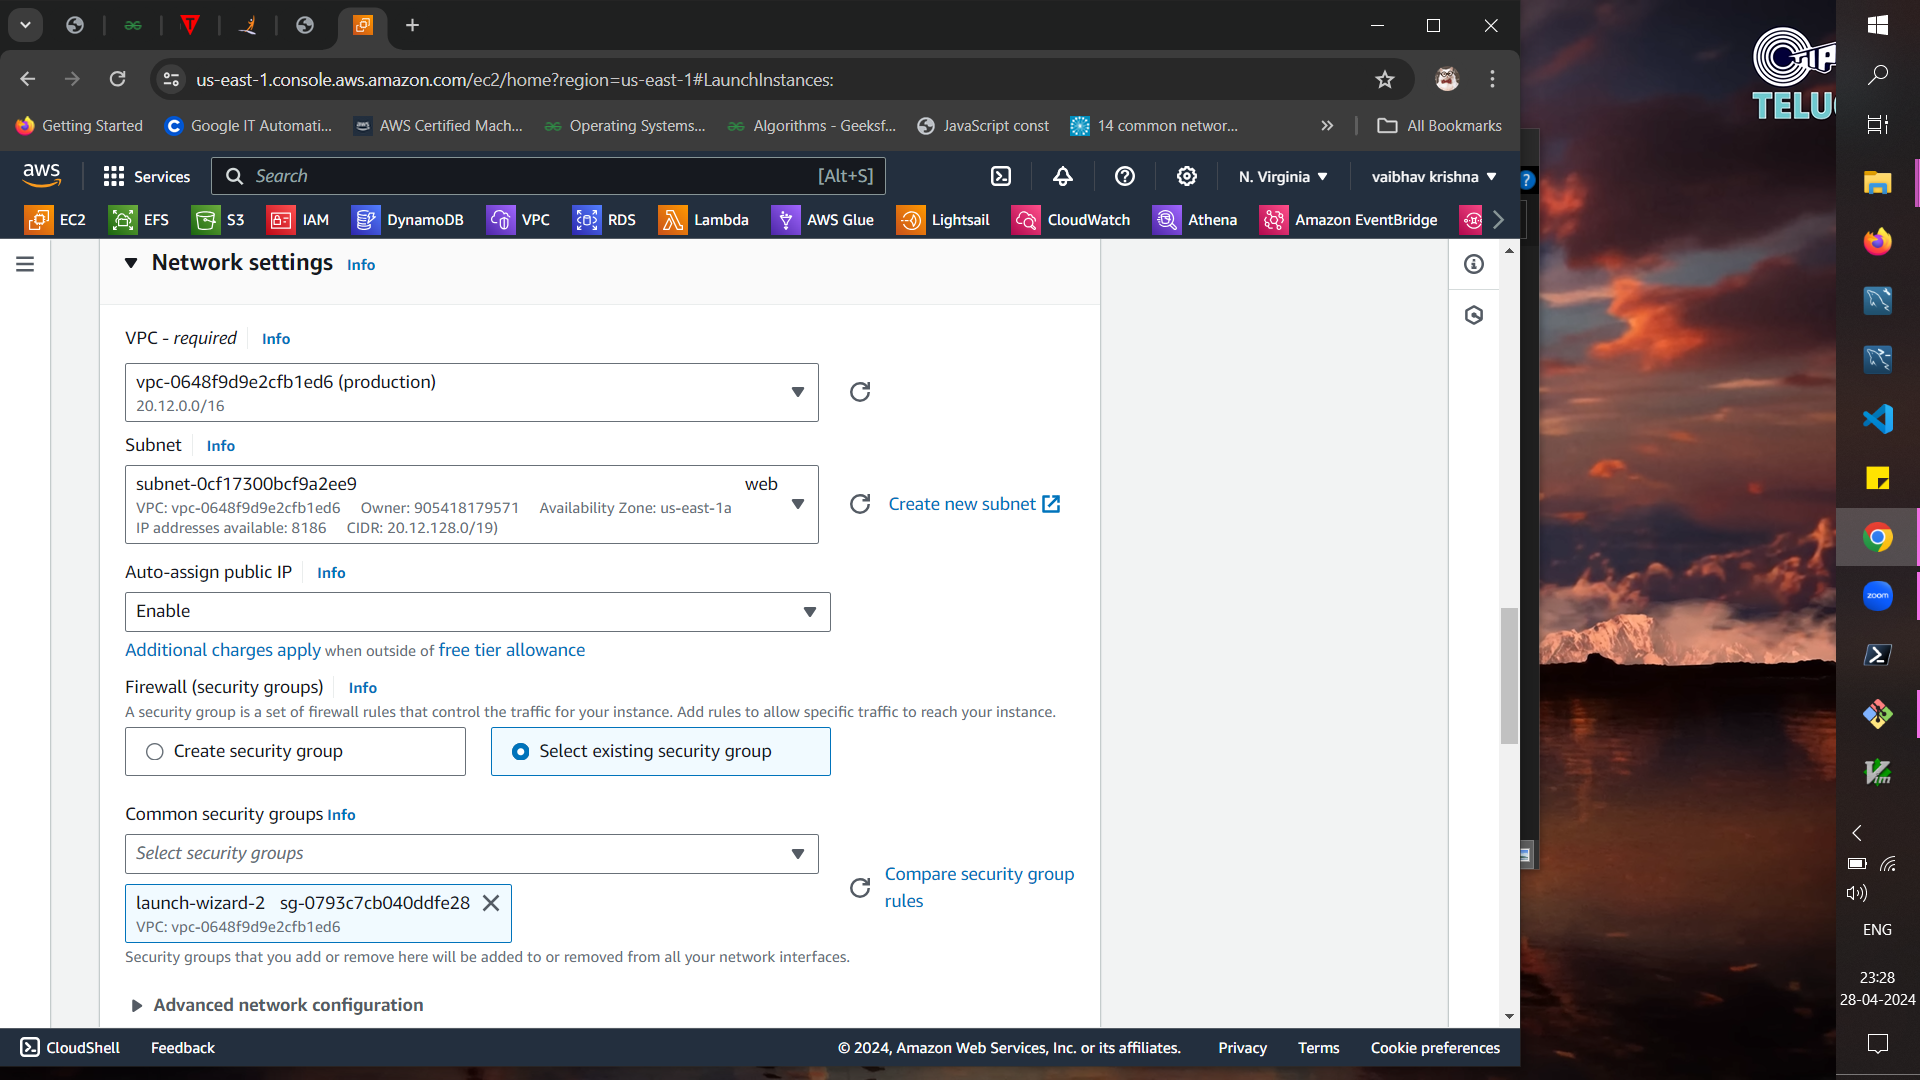 us-east-1.console.aws.amazon.com/ec2/home?region=us-east-1#LaunchInstances:
Getting Started
Google IT Automati...
AWS Certified Mach...
Operating Systems...
Algorithms - Geeksf...
JavaScript const
14 common networ...
All Bookmarks
aws
Services
Search
[Alt+S]
N. Virginia
vaibhav krishna
EC2
EFS
S3
IAM
DynamoDB
VPC
RDS
Lambda
AWS Glue
Lightsail
CloudWatch
Athena
Amazon EventBridge
Network settings Info
VPC - required Info
vpc-0648f9d9e2cfb1ed6 (production)
20.12.0.0/16
Subnet Info
subnet-0cf17300bcf9a2ee9 web
VPC: vpc-0648f9d9e2cfb1ed6 Owner: 905418179571 Availability Zone: us-east-1a
IP addresses available: 8186 CIDR: 20.12.128.0/19)
Create new subnet
Auto-assign public IP Info
Enable
Additional charges apply when outside of free tier allowance
Firewall (security groups) Info
A security group is a set of firewall rules that control the traffic for your instance. Add rules to allow specific traffic to reach your instance.
Create security group
Select existing security group
Common security groups Info
Select security groups
launch-wizard-2 sg-0793c7cb040ddfe28
VPC: vpc-0648f9d9e2cfb1ed6
Compare security group
rules
Security groups that you add or remove here will be added to or removed from all your network interfaces.
Advanced network configuration
CloudShell
Feedback
© 2024, Amazon Web Services, Inc. or its affiliates.
Privacy
Terms
Cookie preferences
zoom
ENG
23:28
28-04-2024